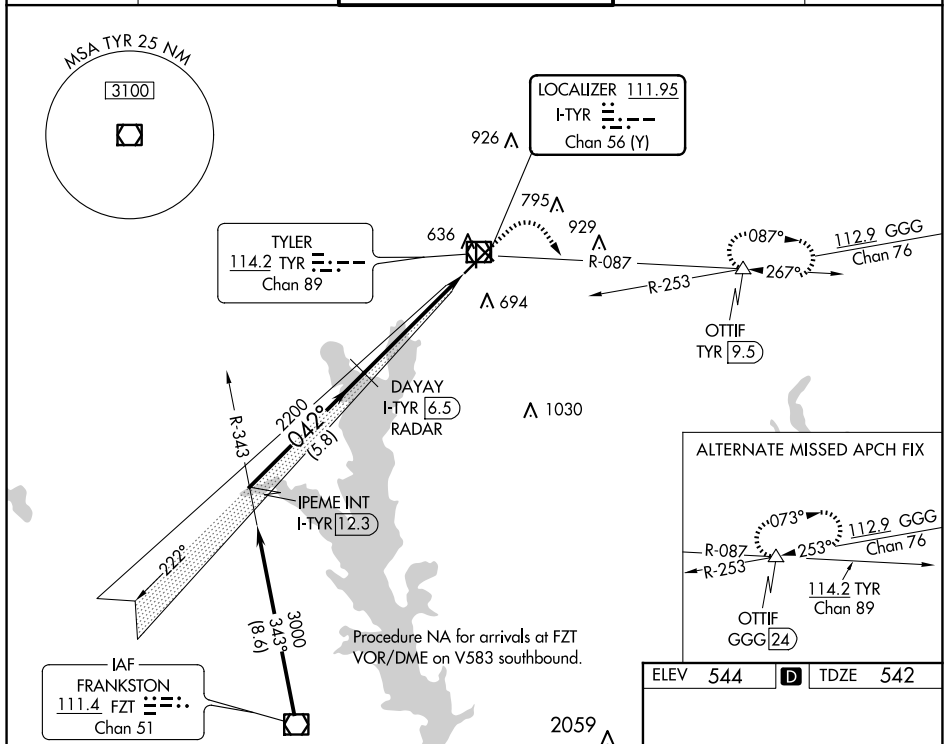 MSA TYR 25 NM
3100
LOCALIZER 111.95
I-TYR
Chan 56 (Y)
926
795
929
636
TYLER
114.2 TYR
Chan 89
R-087
087°
267°
112.9 GGG
Chan 76
R-253
694
OTTIF
TYR 9.5
DAYAY
I-TYR 6.5
RADAR
1030
2200
042°
(5.8)
R-343
IPEME INT
I-TYR 12.3
222°
ALTERNATE MISSED APCH FIX
073°
112.9 GGG
Chan 76
R-087
253°
R-253
114.2 TYR
Chan 89
OTTIF
GGG 24
3000
343°
(8.6)
Procedure NA for arrivals at FZT
VOR/DME on V583 southbound.
IAF
FRANKSTON
111.4 FZT
Chan 51
2059
ELEV 544 D TDZE 542